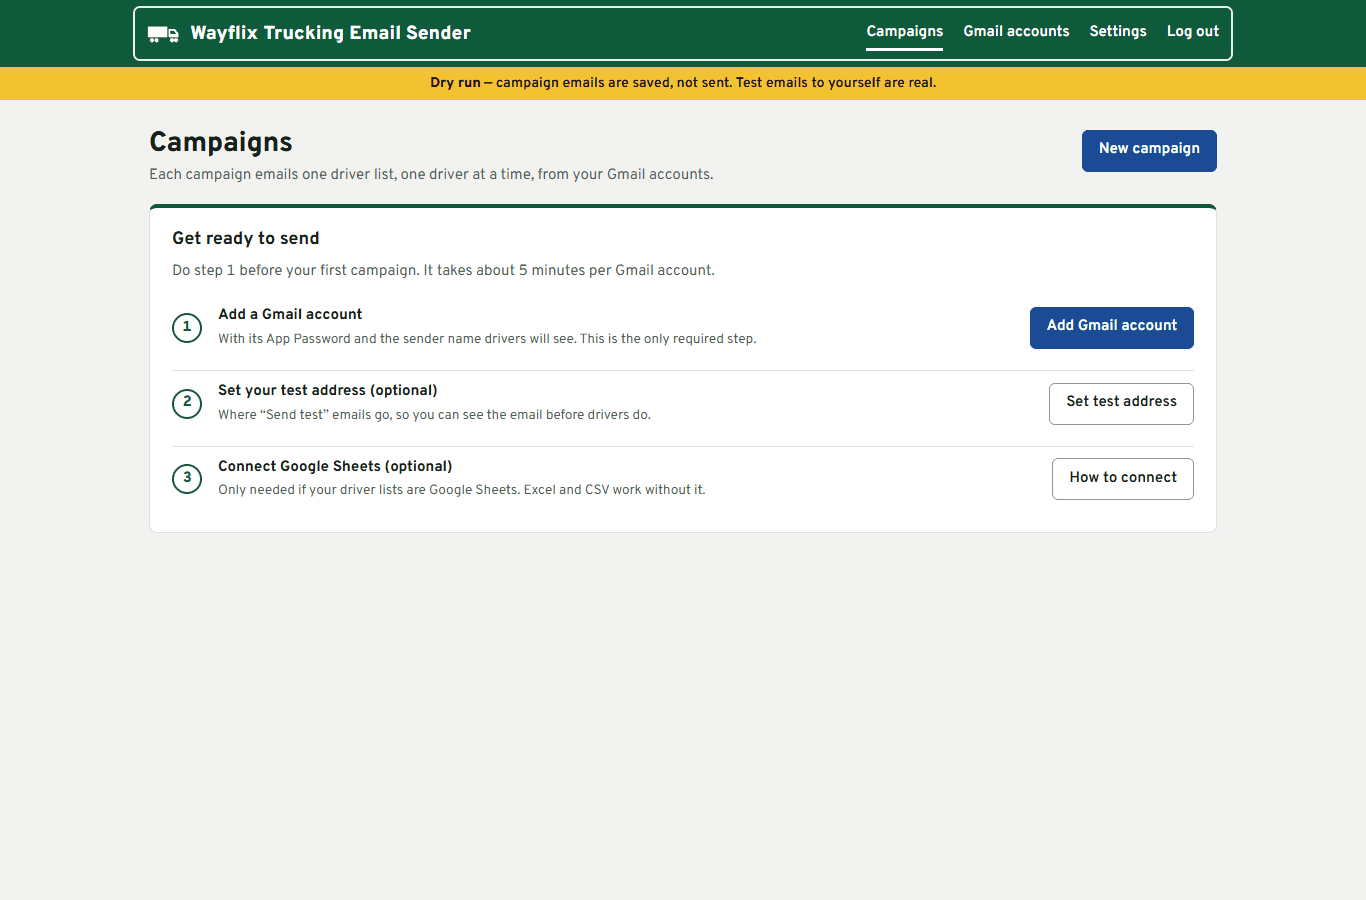 Wayflix Trucking Email Sender
Campaigns
Gmail accounts
Settings
Log out
Dry run — campaign emails are saved, not sent. Test emails to yourself are real.
Campaigns
New campaign
Each campaign emails one driver list, one driver at a time, from your Gmail accounts.
Get ready to send
Do step 1 before your first campaign. It takes about 5 minutes per Gmail account.
1
Add a Gmail account
With its App Password and the sender name drivers will see. This is the only required step.
Add Gmail account
2
Set your test address (optional)
Where “Send test” emails go, so you can see the email before drivers do.
Set test address
3
Connect Google Sheets (optional)
Only needed if your driver lists are Google Sheets. Excel and CSV work without it.
How to connect